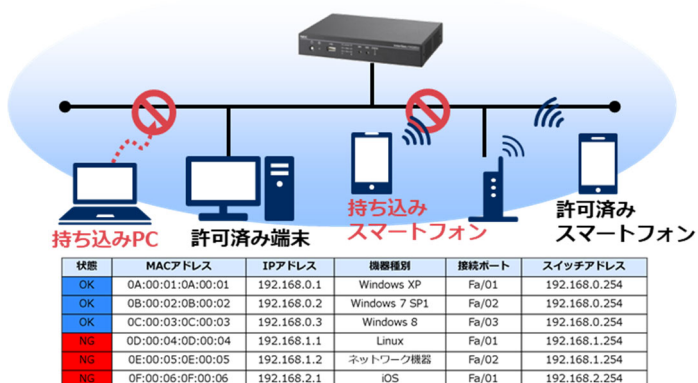 持ち込みPC
許可済み端末
持ち込み
スマートフォン
許可済み
スマートフォン
状態 MACアドレス IPアドレス 機器種別 接続ポート スイッチアドレス
OK 0A:00:01:0A:00:01 192.168.0.1 Windows XP Fa/01 192.168.0.254
OK 0B:00:02:0B:00:02 192.168.0.2 Windows 7 SP1 Fa/02 192.168.0.254
OK 0C:00:03:0C:00:03 192.168.0.3 Windows 8 Fa/03 192.168.0.254
NG 0D:00:04:0D:00:04 192.168.1.1 Linux Fa/01 192.168.1.254
NG 0E:00:05:0E:00:05 192.168.1.2 ネットワーク機器 Fa/02 192.168.1.254
NG 0F:00:06:0F:00:06 192.168.2.1 iOS Fa/01 192.168.2.254